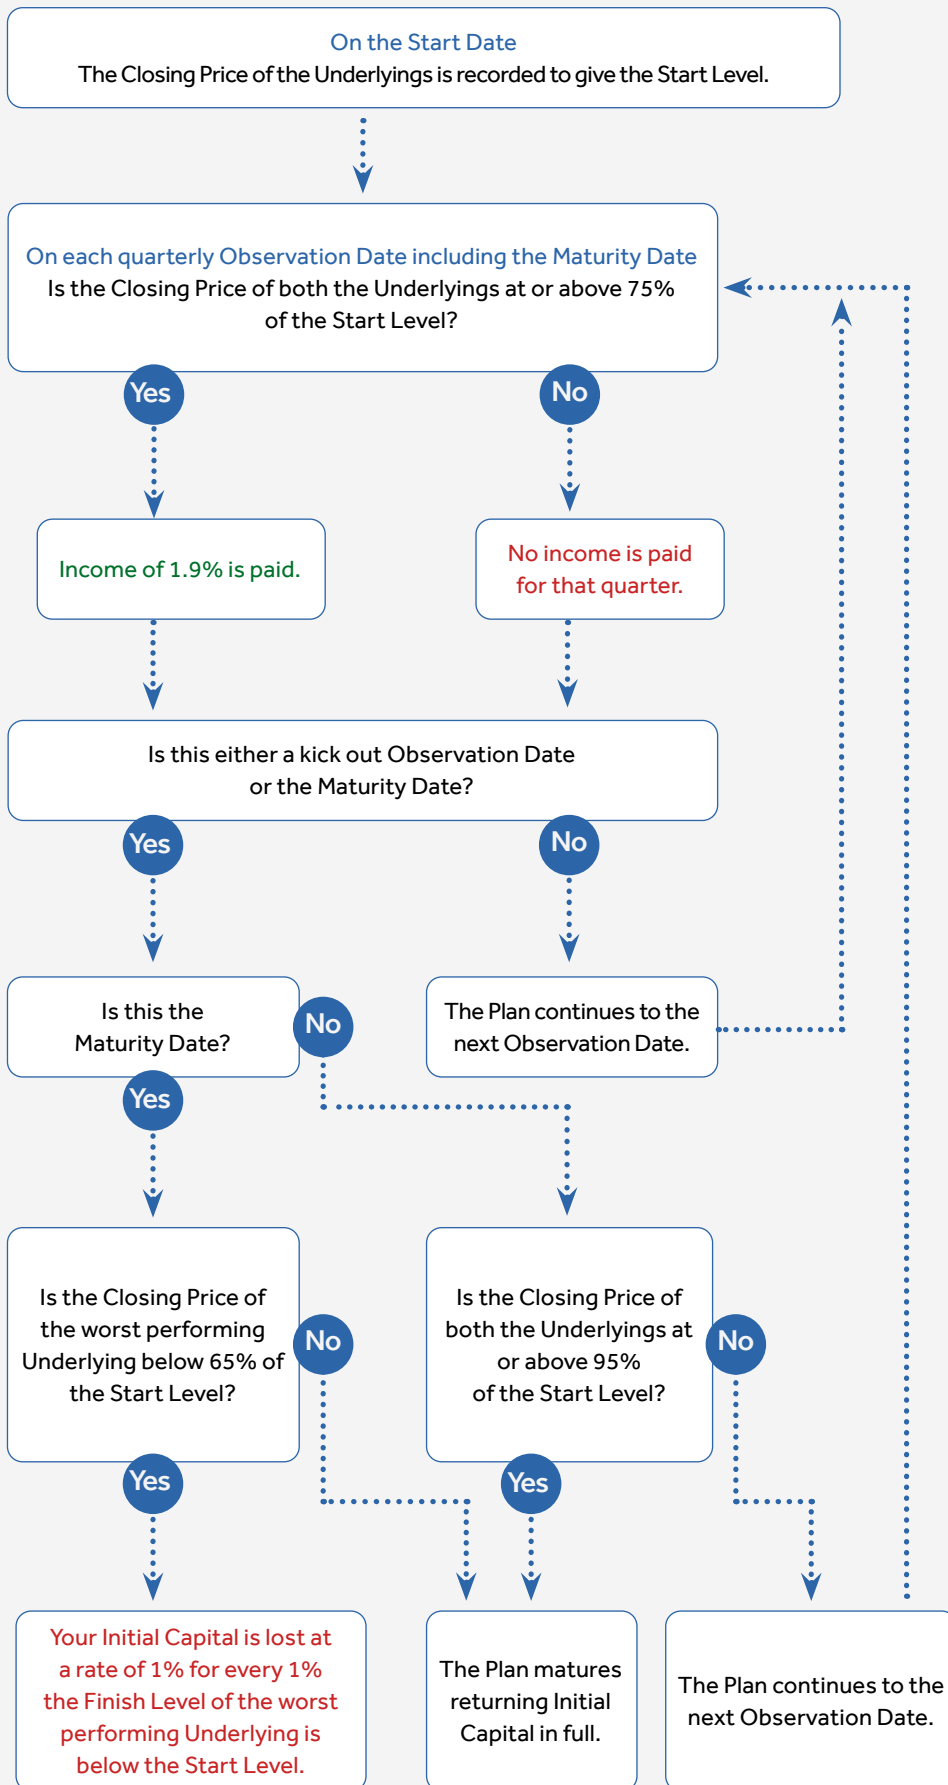 On the Start Date
The Closing Price of the Underlyings is recorded to give the Start Level.
On each quarterly Observation Date including the Maturity Date
Is the Closing Price of both the Underlyings at or above 75%
of the Start Level?
Yes
No
Income of 1.9% is paid.
No income is paid
for that quarter.
Is this either a kick out Observation Date
or the Maturity Date?
Yes
No
Is this the
Maturity Date?
No
The Plan continues to the
next Observation Date.
Yes
Is the Closing Price of
the worst performing
Underlying below 65% of
the Start Level?
No
Is the Closing Price of
both the Underlyings at
or above 95%
of the Start Level?
No
Yes
Yes
Your Initial Capital is lost at
a rate of 1% for every 1%
the Finish Level of the worst
performing Underlying is
below the Start Level.
The Plan matures
returning Initial
Capital in full.
The Plan continues to the
next Observation Date.